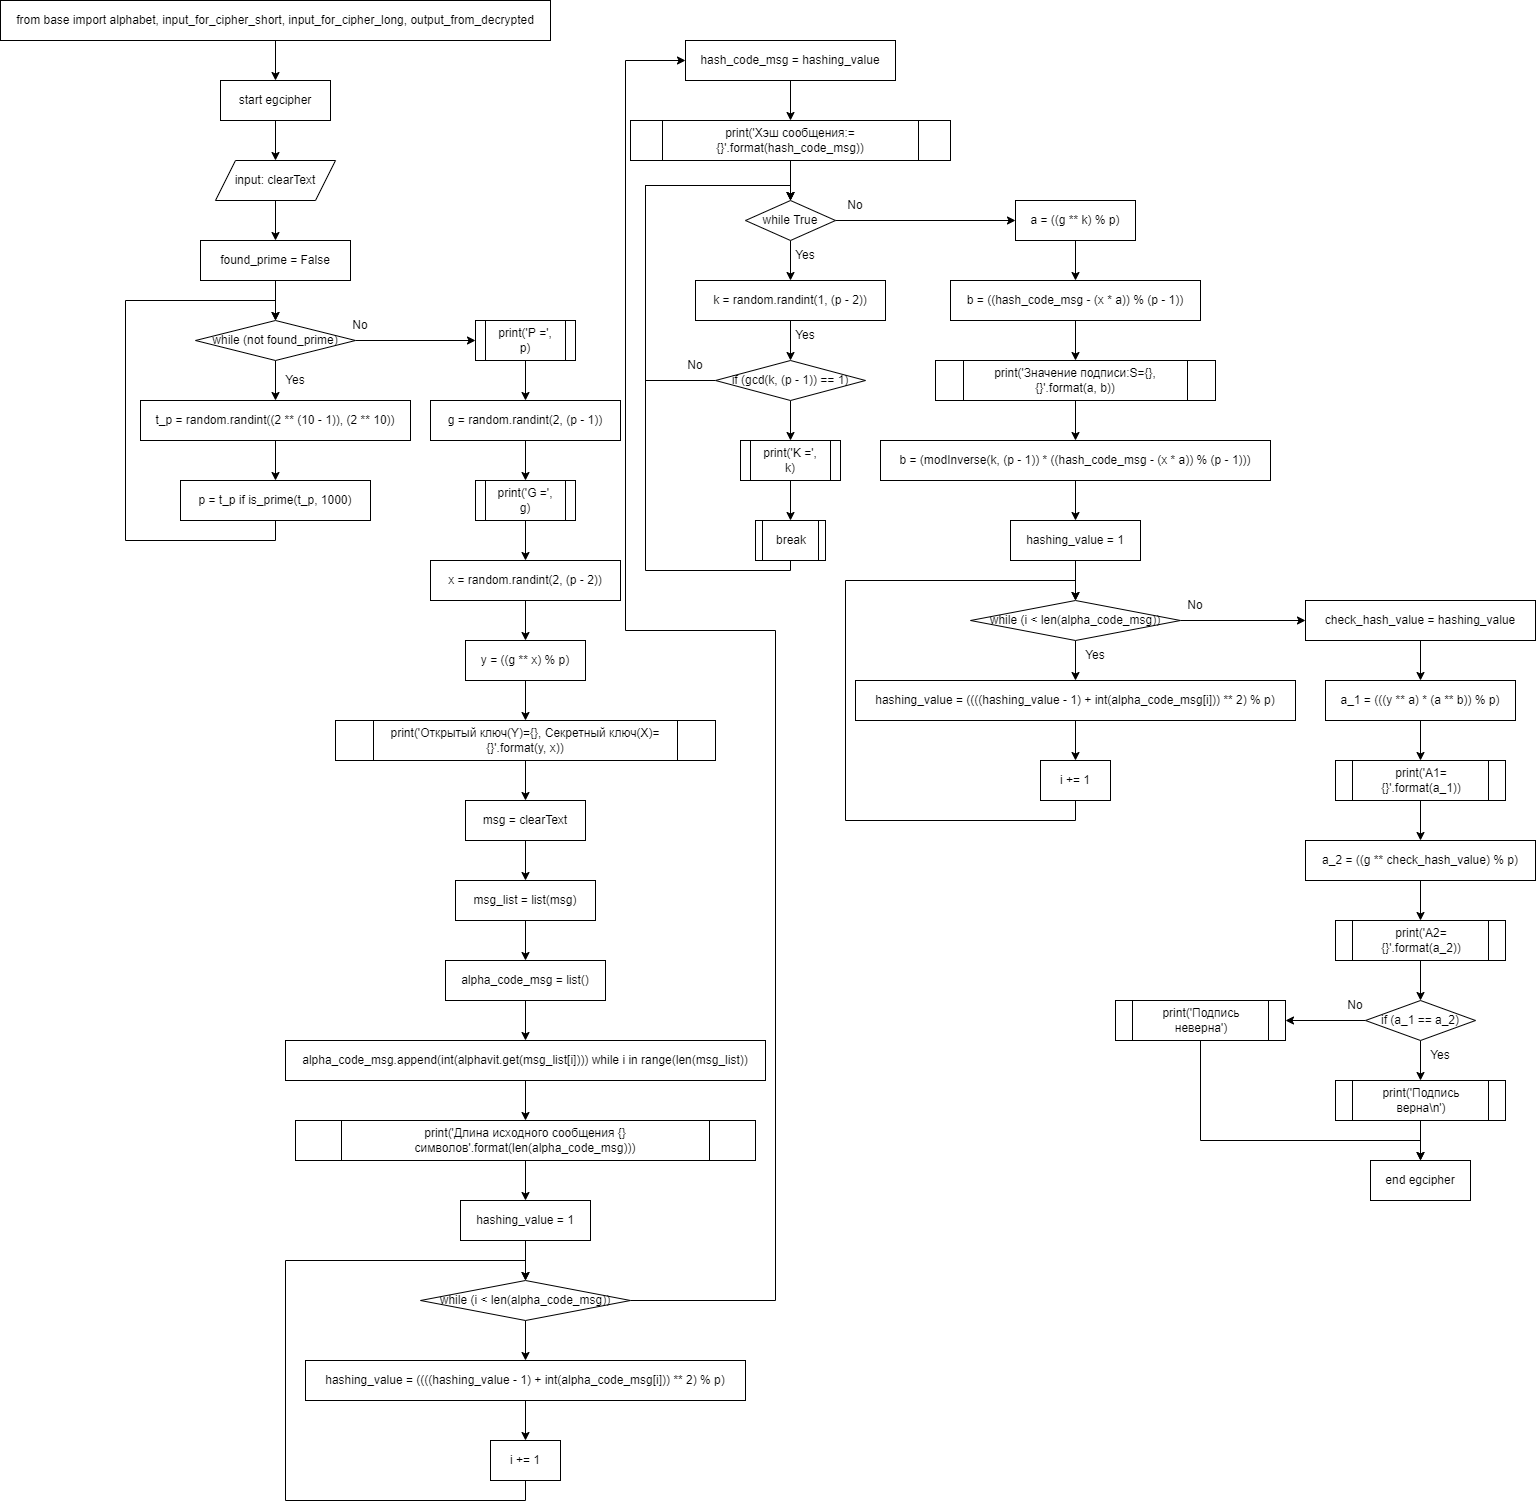 from base import alphabet, input_for_cipher_short, input_for_cipher_long, output_from_decrypted
start egcipher
input: clearText
found_prime = False
while (not found_prime)
No
Yes
t_p = random.randint((2 ** (10 - 1)), (2 ** 10))
p = t_p if is_prime(t_p, 1000)
print('P =',
p)
g = random.randint(2, (p - 1))
print('G =',
g)
x = random.randint(2, (p - 2))
y = ((g ** x) % p)
print('Открытый ключ(Y)={}, Секретный ключ(X)=
{}'.format(y, x))
msg = clearText
msg_list = list(msg)
alpha_code_msg = list()
alpha_code_msg.append(int(alphavit.get(msg_list[i]))) while i in range(len(msg_list))
print('Длина исходного сообщения {}
символов'.format(len(alpha_code_msg)))
hashing_value = 1
while (i < len(alpha_code_msg))
hashing_value = ((((hashing_value - 1) + int(alpha_code_msg[i])) ** 2) % p)
i += 1
hash_code_msg = hashing_value
print('Хэш сообщения:=
{}'.format(hash_code_msg))
while True
No
Yes
k = random.randint(1, (p - 2))
Yes
No
if (gcd(k, (p - 1)) == 1)
print('K =',
k)
break
a = ((g ** k) % p)
b = ((hash_code_msg - (x * a)) % (p - 1))
print('Значение подписи:S={},
{}'.format(a, b))
b = (modInverse(k, (p - 1)) * ((hash_code_msg - (x * a)) % (p - 1)))
hashing_value = 1
while (i < len(alpha_code_msg))
No
Yes
hashing_value = ((((hashing_value - 1) + int(alpha_code_msg[i])) ** 2) % p)
i += 1
check_hash_value = hashing_value
a_1 = (((y ** a) * (a ** b)) % p)
print('A1=
{}'.format(a_1))
a_2 = ((g ** check_hash_value) % p)
print('A2=
{}'.format(a_2))
if (a_1 == a_2)
No
print('Подпись
неверна')
Yes
print('Подпись
верна\n')
end egcipher